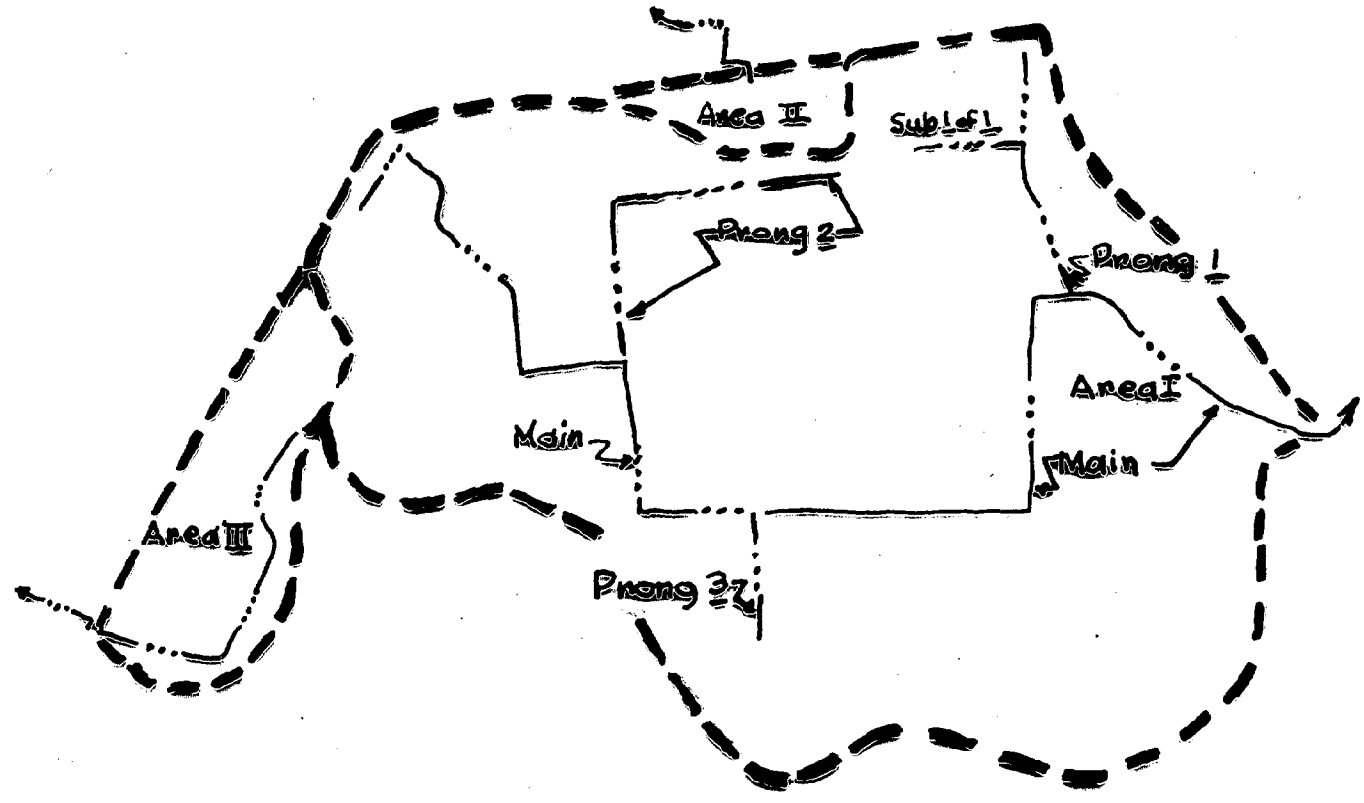 Area II
Sub 1 of 1
Prong 2
Prong 1
Area I
Main
Main
Area III
Prong 3